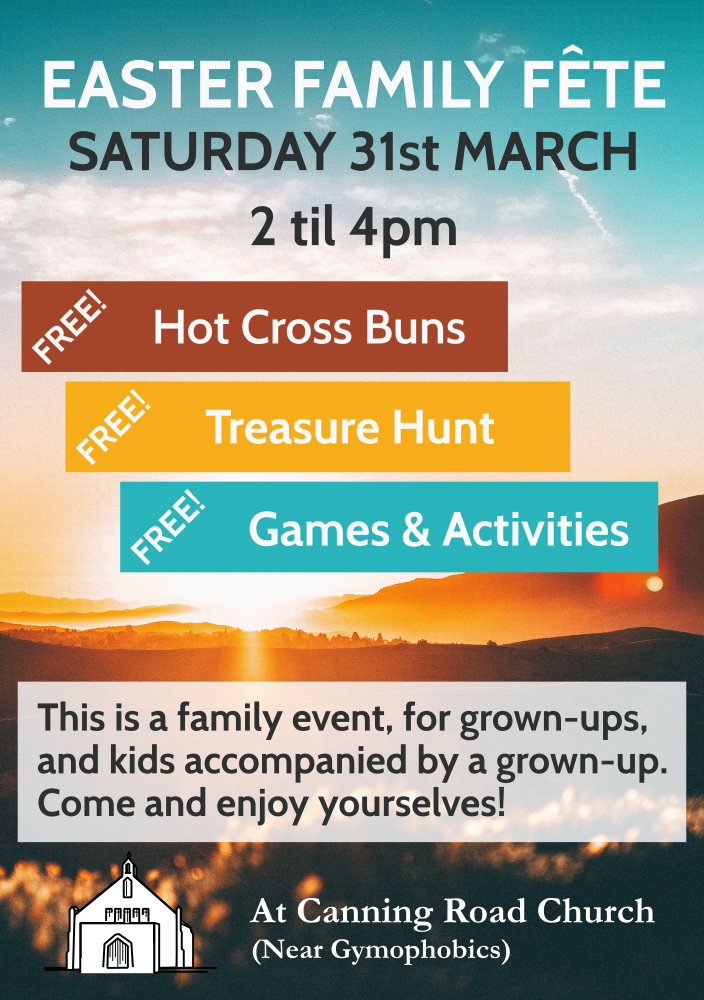 EASTER FAMILY FÊTE
SATURDAY 31st MARCH
2 til 4pm
FREE! Hot Cross Buns
FREE! Treasure Hunt
FREE! Games & Activities
This is a family event, for grown-ups,
and kids accompanied by a grown-up.
Come and enjoy yourselves!
At Canning Road Church
(Near Gymophobics)